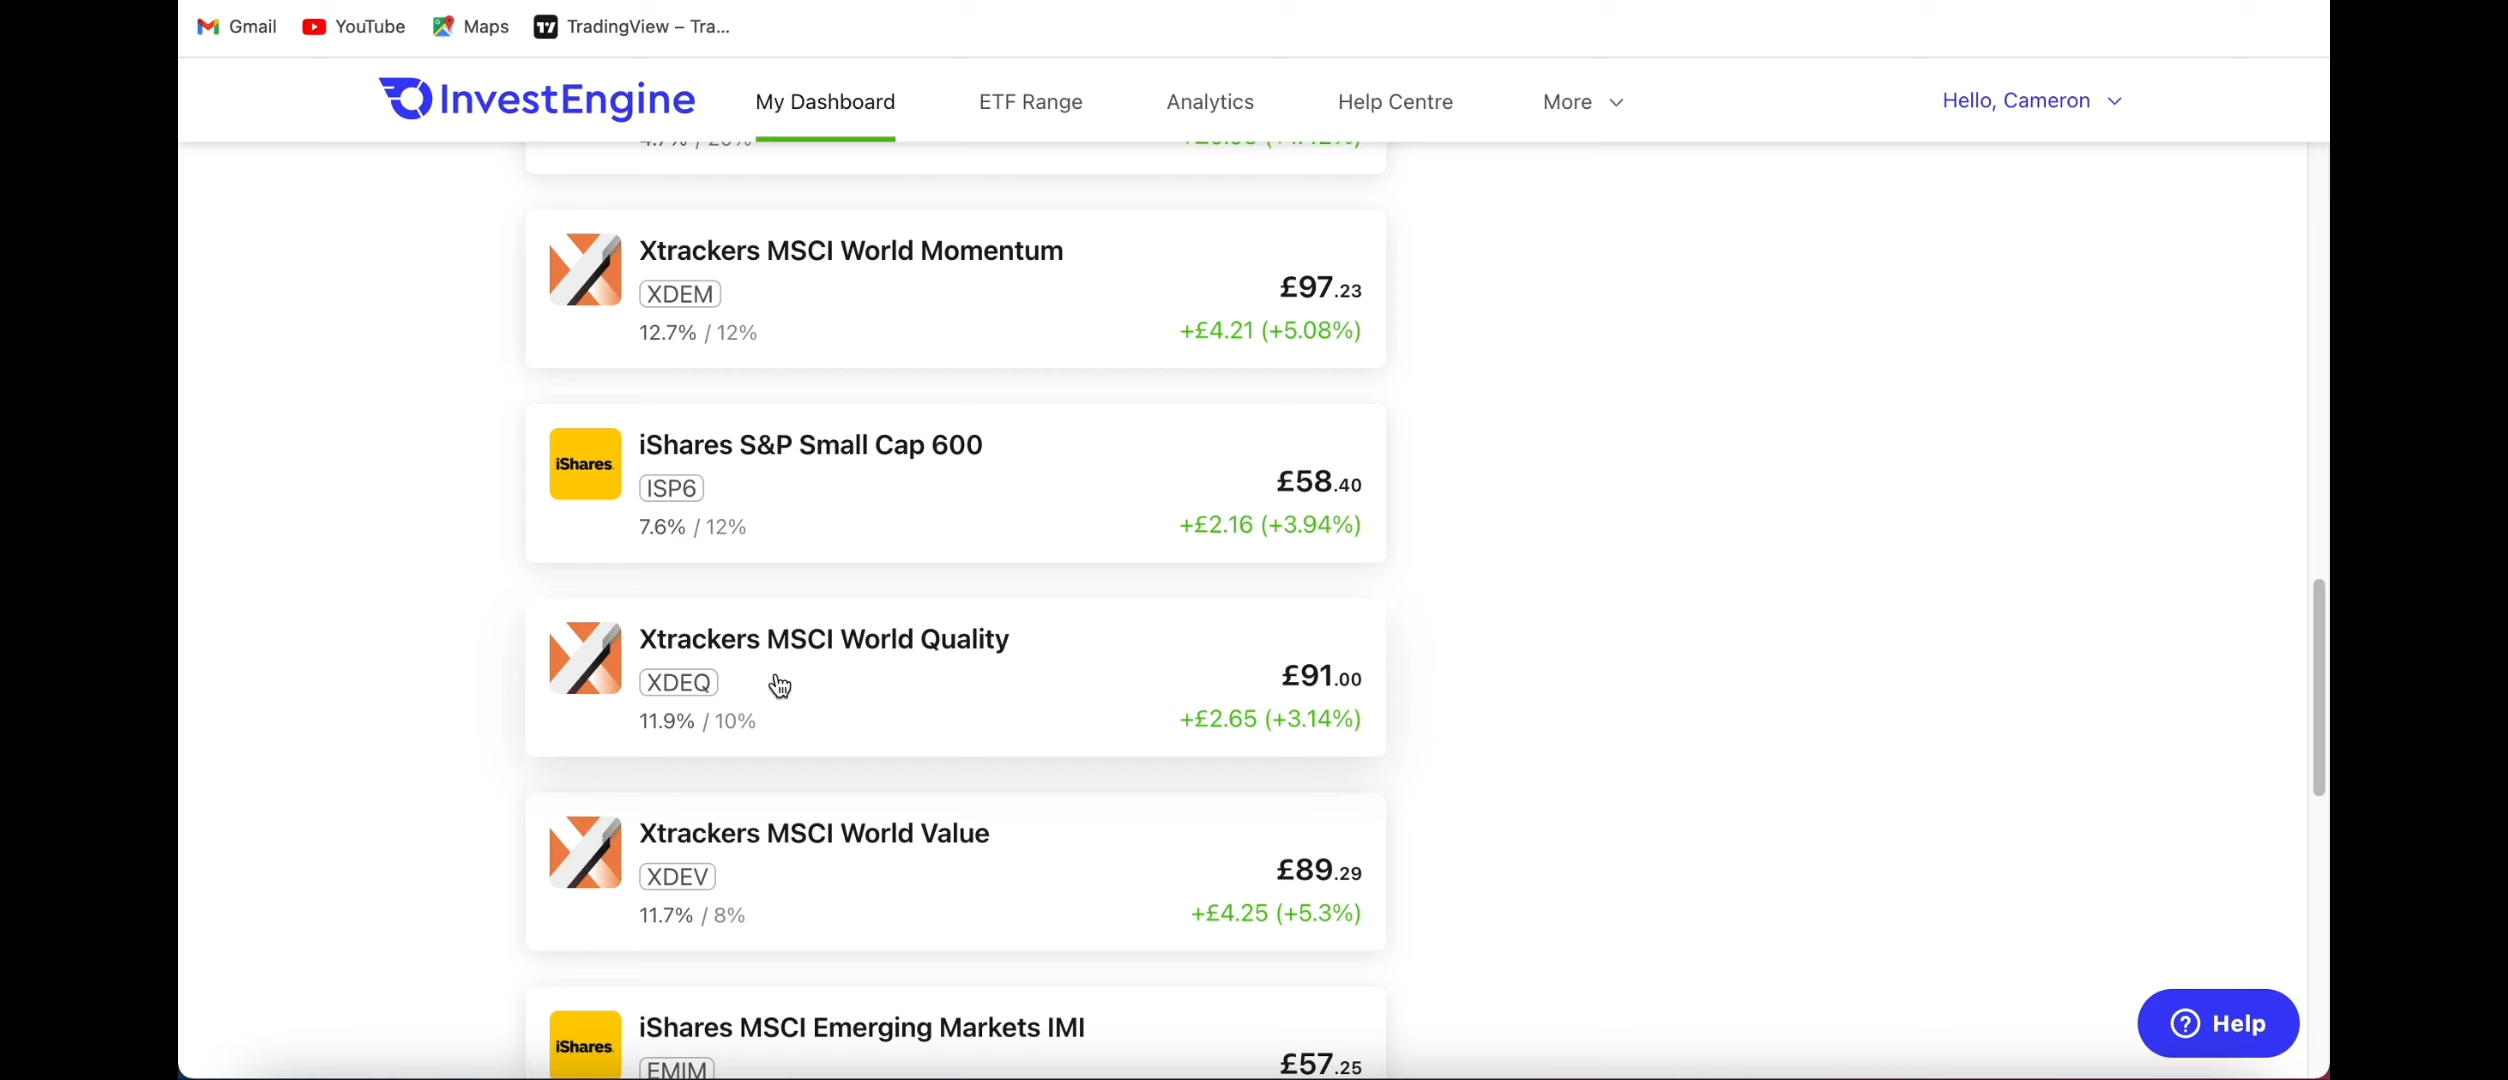 Gmail YouTube Maps TradingView – Tra...
InvestEngine My Dashboard ETF Range Analytics Help Centre More Hello, Cameron
Xtrackers MSCI World Momentum
XDEM
£97.23
12.7% / 12%
+£4.21 (+5.08%)
iShares
iShares S&P Small Cap 600
ISP6
£58.40
7.6% / 12%
+£2.16 (+3.94%)
Xtrackers MSCI World Quality
XDEQ
£91.00
11.9% / 10%
+£2.65 (+3.14%)
Xtrackers MSCI World Value
XDEV
£89.29
11.7% / 8%
+£4.25 (+5.3%)
iShares
iShares MSCI Emerging Markets IMI
EMIM
£57.25
? Help